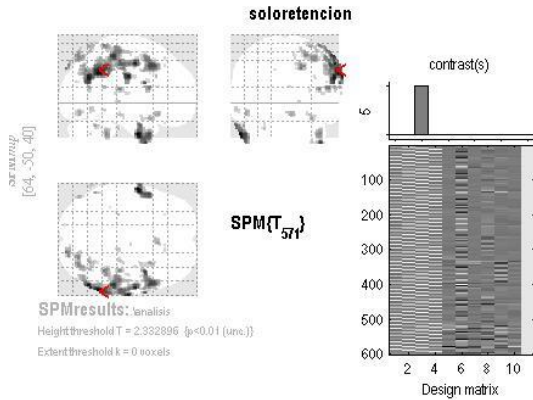 soloretencion
contrast(s)
5
[64, -50, 40]
SPM{T571}
SPMresults: .\analisis
Height threshold T = 2.332896 {p<0.01 (unc.)}
Extent threshold k = 0 voxels
100
200
300
400
500
600
2 4 6 8 10
Design matrix